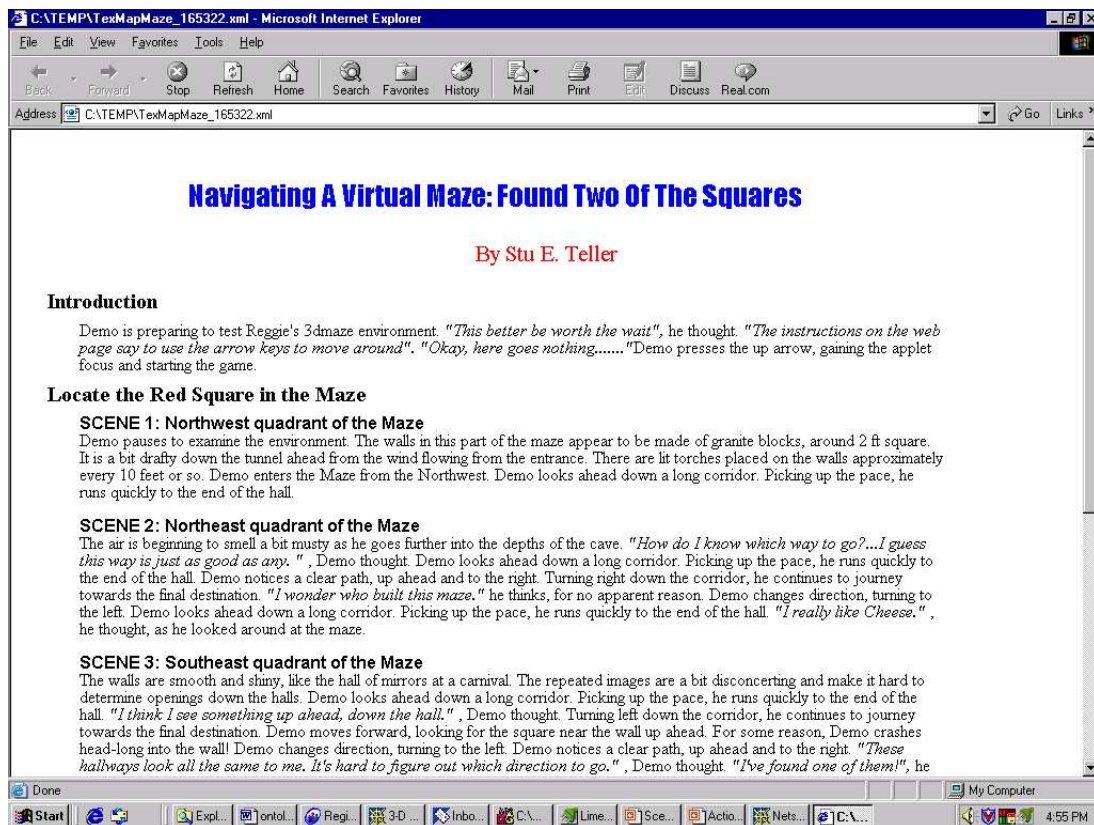 C:\TEMP\TexMapMaze_165322.xml - Microsoft Internet Explorer
File Edit View Favorites Tools Help
Back Forward Stop Refresh Home Search Favorites History Mail Print Edit Discuss Real.com
Address C:\TEMP\TexMapMaze_165322.xml Go Links »
Navigating A Virtual Maze: Found Two Of The Squares
By Stu E. Teller
Introduction
Demo is preparing to test Reggie's 3dmaze environment. "This better be worth the wait", he thought. "The instructions on the web
page say to use the arrow keys to move around". "Okay, here goes nothing......."Demo presses the up arrow, gaining the applet
focus and starting the game.
Locate the Red Square in the Maze
SCENE 1: Northwest quadrant of the Maze
Demo pauses to examine the environment. The walls in this part of the maze appear to be made of granite blocks, around 2 ft square.
It is a bit drafty down the tunnel ahead from the wind flowing from the entrance. There are lit torches placed on the walls approximately
every 10 feet or so. Demo enters the Maze from the Northwest. Demo looks ahead down a long corridor. Picking up the pace, he
runs quickly to the end of the hall.
SCENE 2: Northeast quadrant of the Maze
The air is beginning to smell a bit musty as he goes further into the depths of the cave. "How do I know which way to go?...I guess
this way is just as good as any. " , Demo thought. Demo looks ahead down a long corridor. Picking up the pace, he runs quickly to
the end of the hall. Demo notices a clear path, up ahead and to the right. Turning right down the corridor, he continues to journey
towards the final destination. "I wonder who built this maze." he thinks, for no apparent reason. Demo changes direction, turning to
the left. Demo looks ahead down a long corridor. Picking up the pace, he runs quickly to the end of the hall. "I really like Cheese." ,
he thought, as he looked around at the maze.
SCENE 3: Southeast quadrant of the Maze
The walls are smooth and shiny, like the hall of mirrors at a carnival. The repeated images are a bit disconcerting and make it hard to
determine openings down the halls. Demo looks ahead down a long corridor. Picking up the pace, he runs quickly to the end of the
hall. "I think I see something up ahead, down the hall." , Demo thought. Turning left down the corridor, he continues to journey
towards the final destination. Demo moves forward, looking for the square near the wall up ahead. For some reason, Demo crashes
head-long into the wall! Demo changes direction, turning to the left. Demo notices a clear path, up ahead and to the right. "These
hallways look all the same to me. It's hard to figure out which direction to go." , Demo thought. "I've found one of them!", he
Done My Computer
Start Expl... ontol... Regi... 3-D ... Inbo... C:\... Lime... Sce... Actio... Nets... C:\... 4:55 PM